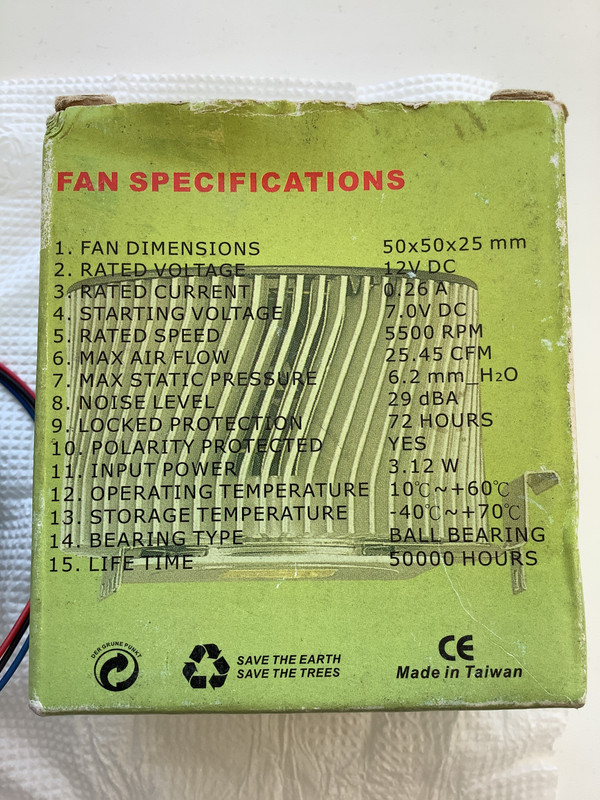 FAN SPECIFICATIONS
1. FAN DIMENSIONS 50x50x25 mm
2. RATED VOLTAGE 12V DC
3. RATED CURRENT 0.26 A
4. STARTING VOLTAGE 7.0V DC
5. RATED SPEED 5500 RPM
6. MAX AIR FLOW 25.45 CFM
7. MAX STATIC PRESSURE 6.2 mm_H₂O
8. NOISE LEVEL 29 dBA
9. LOCKED PROTECTION 72 HOURS
10. POLARITY PROTECTED YES
11. INPUT POWER 3.12 W
12. OPERATING TEMPERATURE 10℃~+60℃
13. STORAGE TEMPERATURE -40℃~+70℃
14. BEARING TYPE BALL BEARING
15. LIFE TIME 50000 HOURS
DER GRÜNE PUNKT
SAVE THE EARTH
SAVE THE TREES
CE
Made in Taiwan